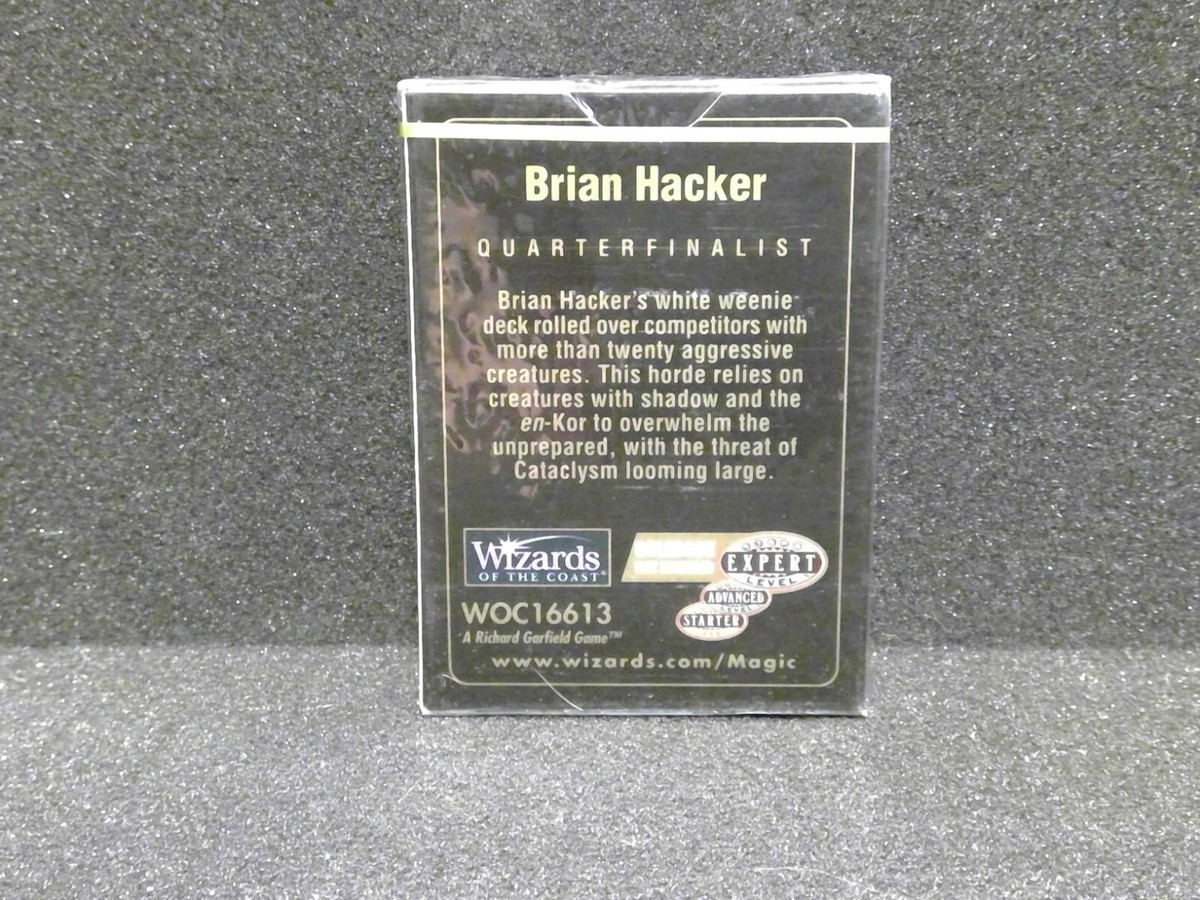 Brian Hacker
QUARTERFINALIST
Brian Hacker's white weenie
deck rolled over competitors with
more than twenty aggressive
creatures. This horde relies on
creatures with shadow and the
en-Kor to overwhelm the
unprepared, with the threat of
Cataclysm looming large.
Wizards
OF THE COAST®
EXPERT
LEVEL
ADVANCED
STARTER
WOC16613
A Richard Garfield Game™
www.wizards.com/Magic